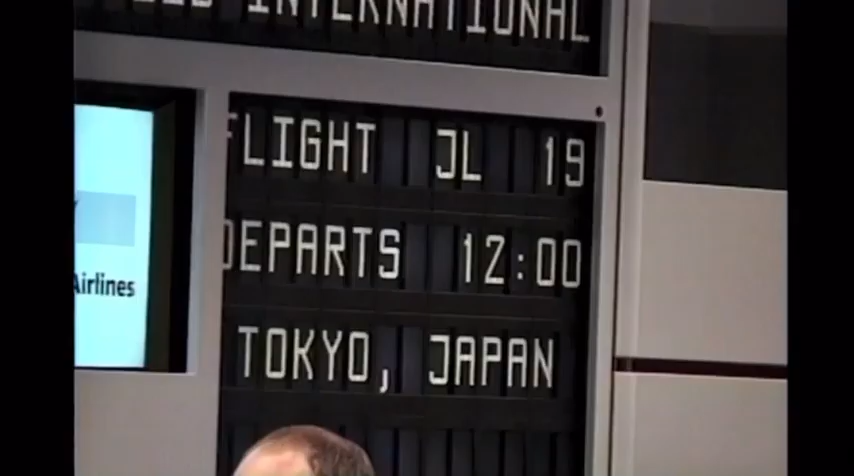 INTERNATIONAL
FLIGHT JL 19
DEPARTS 12:00
TOKYO, JAPAN
Airlines